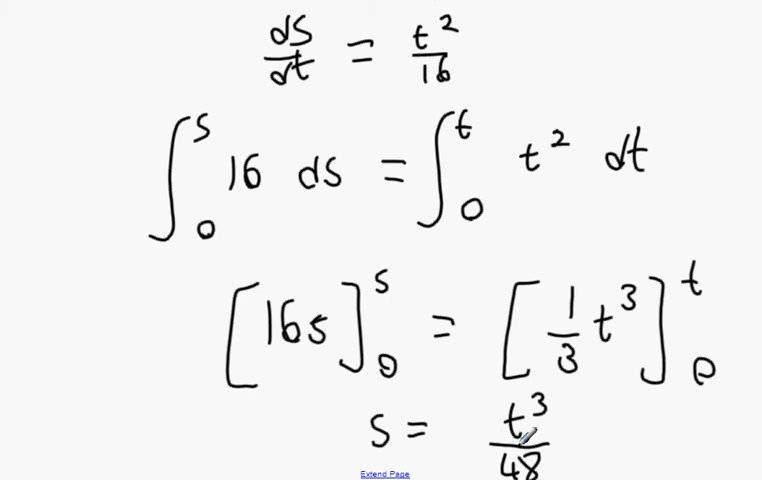 dS/dt = t²/16
∫₀ˢ 16 ds = ∫₀ᵗ t² dt
[16s]₀ˢ = [1/3 t³]₀ᵗ
s = t³/48
Extend Page